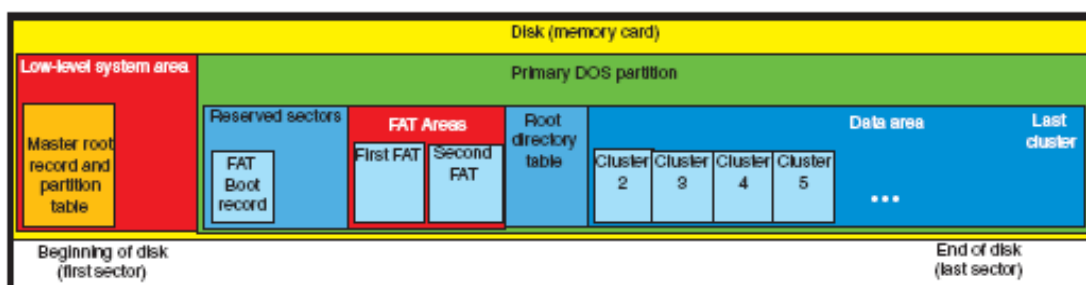 Disk (memory card)
Low-level system area
Primary DOS partition
Master root
record and
partition
table
Reserved sectors
FAT
Boot
record
FAT Areas
First FAT
Second
FAT
Root
directory
table
Data area
Last
cluster
Cluster
2
Cluster
3
Cluster
4
Cluster
5
...
Beginning of disk
(first sector)
End of disk
(last sector)